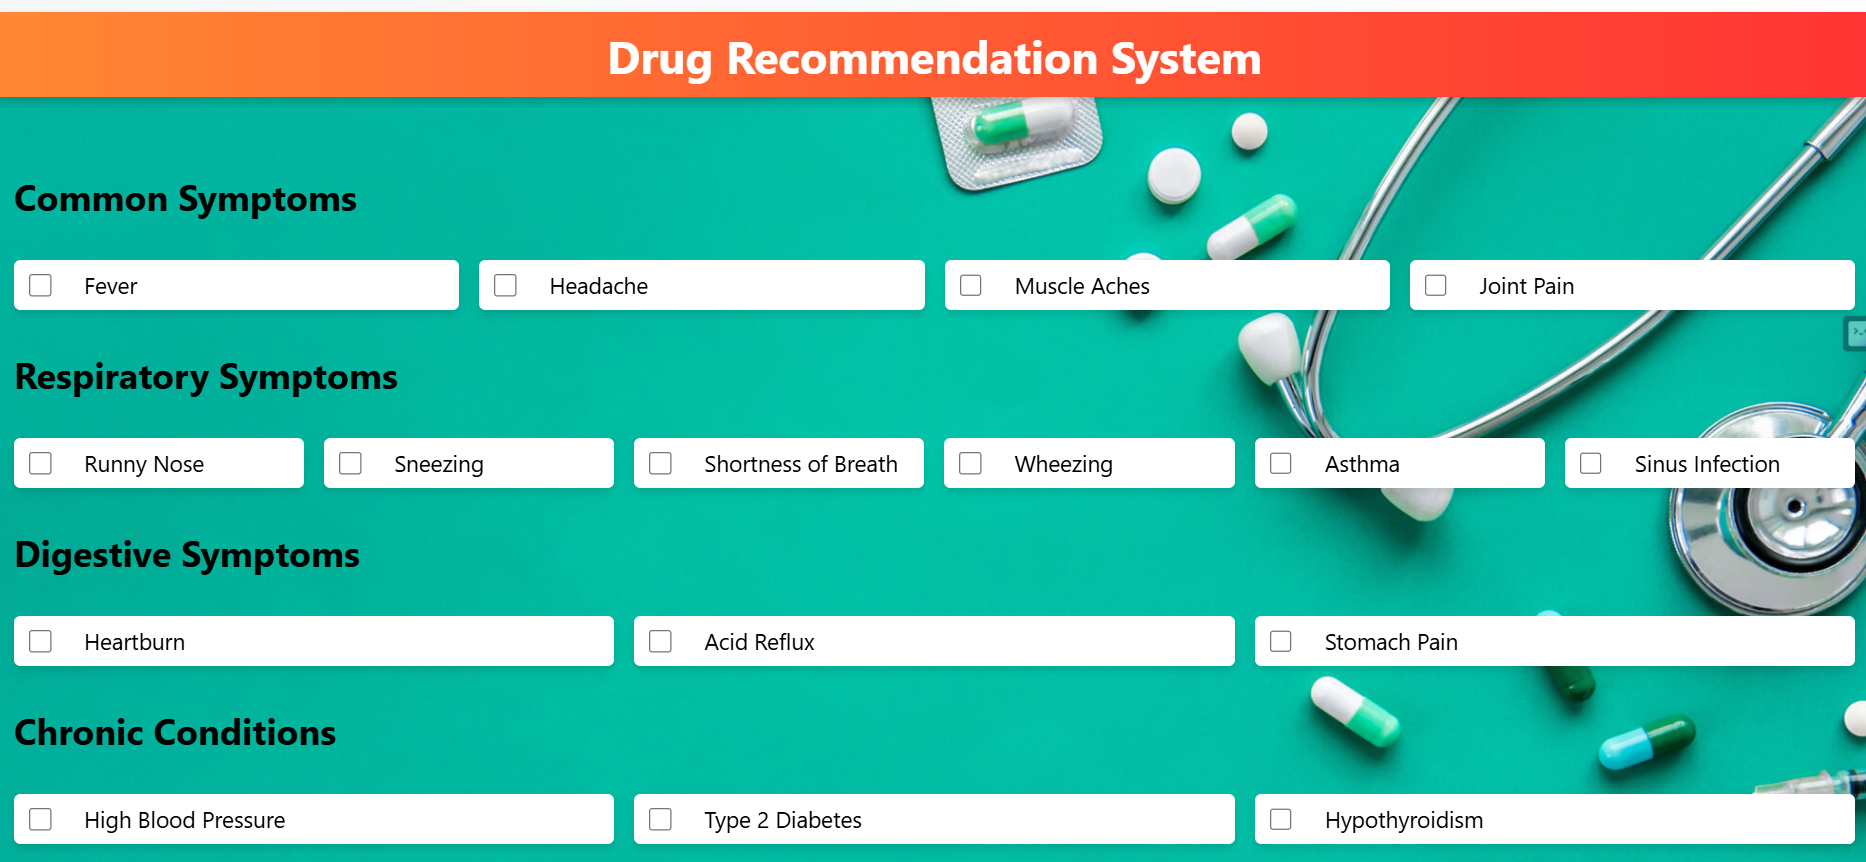 Drug Recommendation System
Common Symptoms
Fever
Headache
Muscle Aches
Joint Pain
Respiratory Symptoms
Runny Nose
Sneezing
Shortness of Breath
Wheezing
Asthma
Sinus Infection
Digestive Symptoms
Heartburn
Acid Reflux
Stomach Pain
Chronic Conditions
High Blood Pressure
Type 2 Diabetes
Hypothyroidism